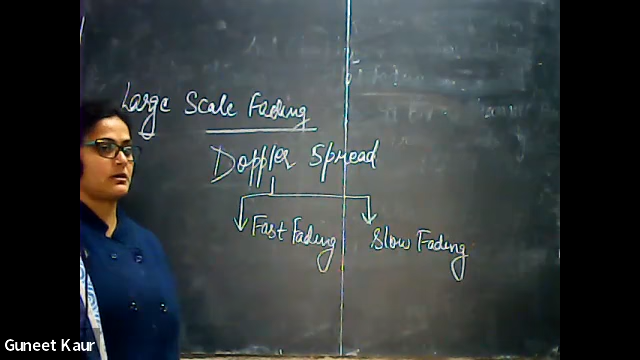 Large Scale Fading
Doppler Spread
Fast Fading
Slow Fading
Guneet Kaur